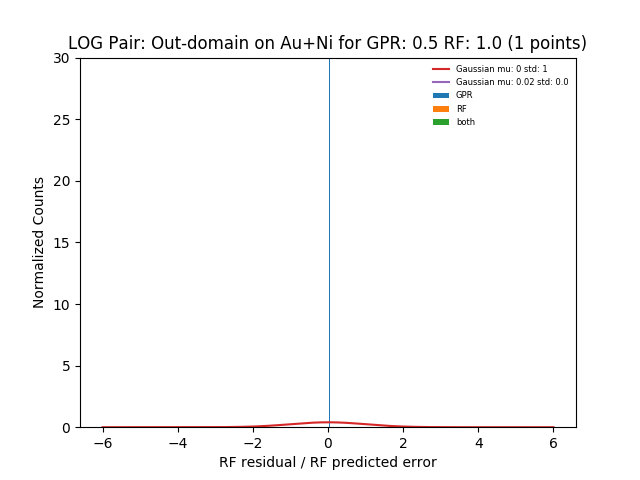 LOG Pair: Out-domain on Au+Ni for GPR: 0.5 RF: 1.0 (1 points)
Gaussian mu: 0 std: 1
Gaussian mu: 0.02 std: 0.0
GPR
RF
both
30
25
20
15
10
5
0
Normalized Counts
−6 −4 −2 0 2 4 6
RF residual / RF predicted error